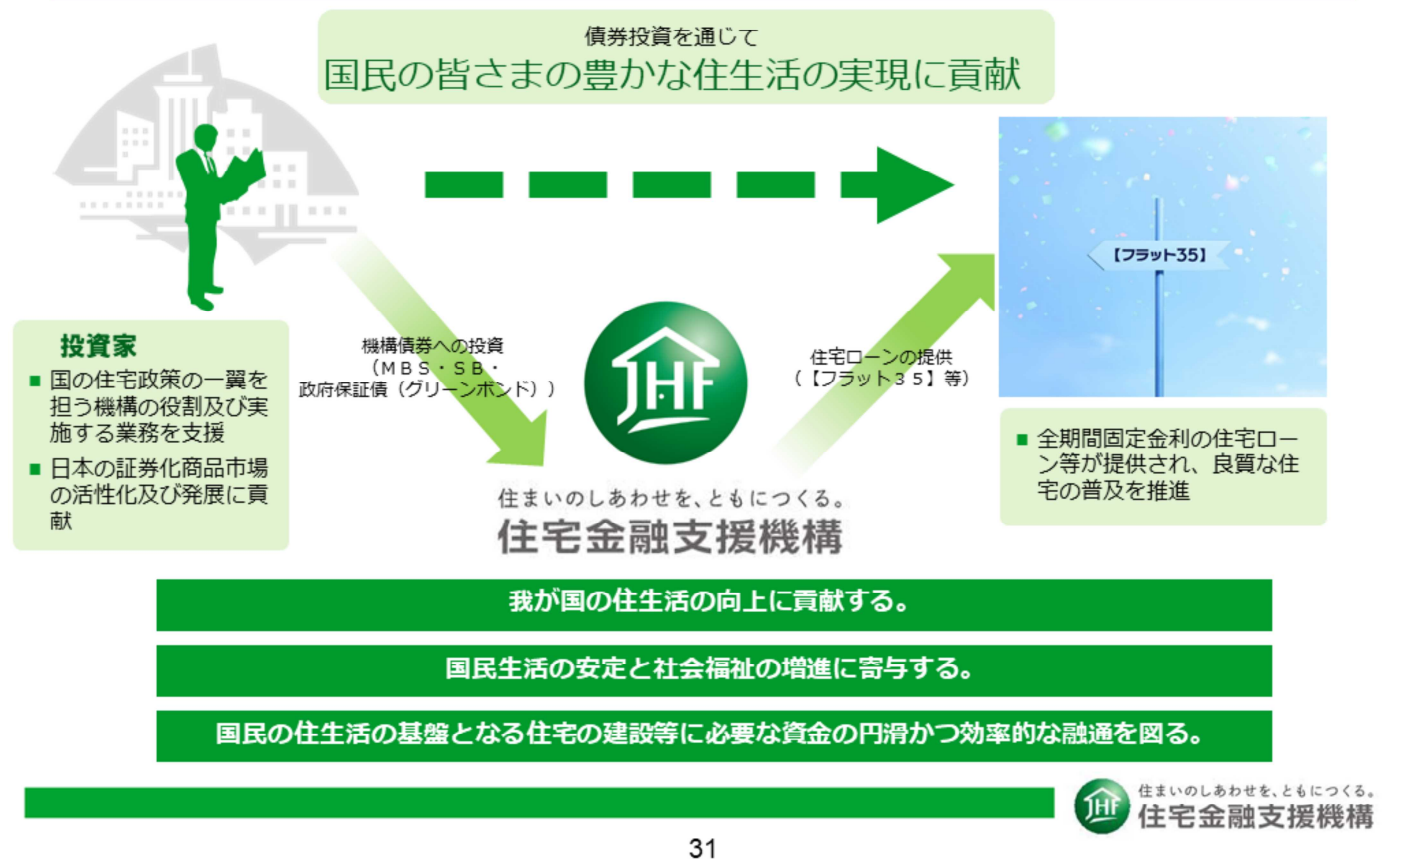 債券投資を通じて
国民の皆さまの豊かな住生活の実現に貢献
【フラット35】
投資家
■ 国の住宅政策の一翼を
担う機構の役割及び実
施する業務を支援
■ 日本の証券化商品市場
の活性化及び発展に貢
献
機構債券への投資
（ＭＢＳ・ＳＢ・
政府保証債（グリーンボンド））
JHF
住宅ローンの提供
（【フラット３５】等）
■ 全期間固定金利の住宅ロー
ン等が提供され、良質な住
宅の普及を推進
住まいのしあわせを、ともにつくる。
住宅金融支援機構
我が国の住生活の向上に貢献する。
国民生活の安定と社会福祉の増進に寄与する。
国民の住生活の基盤となる住宅の建設等に必要な資金の円滑かつ効率的な融通を図る。
JHF
住まいのしあわせを、ともにつくる。
住宅金融支援機構
31